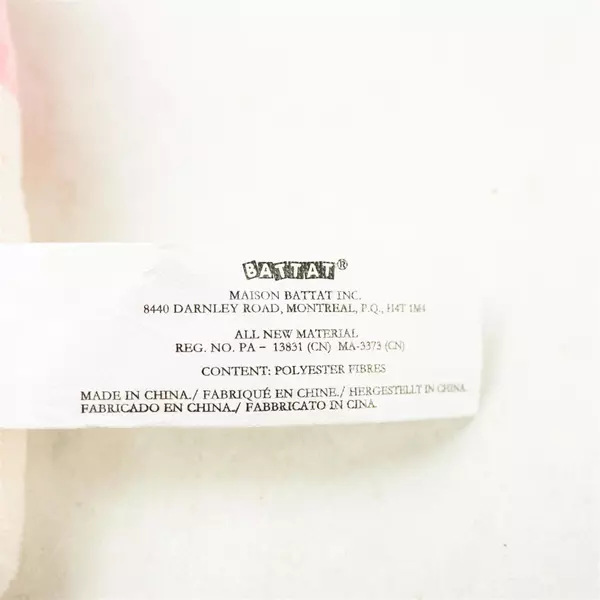 BATTAT®
MAISON BATTAT INC.
8440 DARNLEY ROAD, MONTREAL, P.Q., H4T 1M4
ALL NEW MATERIAL
REG. NO. PA – 13831 (CN) MA-3373 (CN)
CONTENT: POLYESTER FIBRES
MADE IN CHINA./ FABRIQUÉ EN CHINE./ HERGESTELLT IN CHINA.
FABRICADO EN CHINA./ FABBRICATO IN CINA.